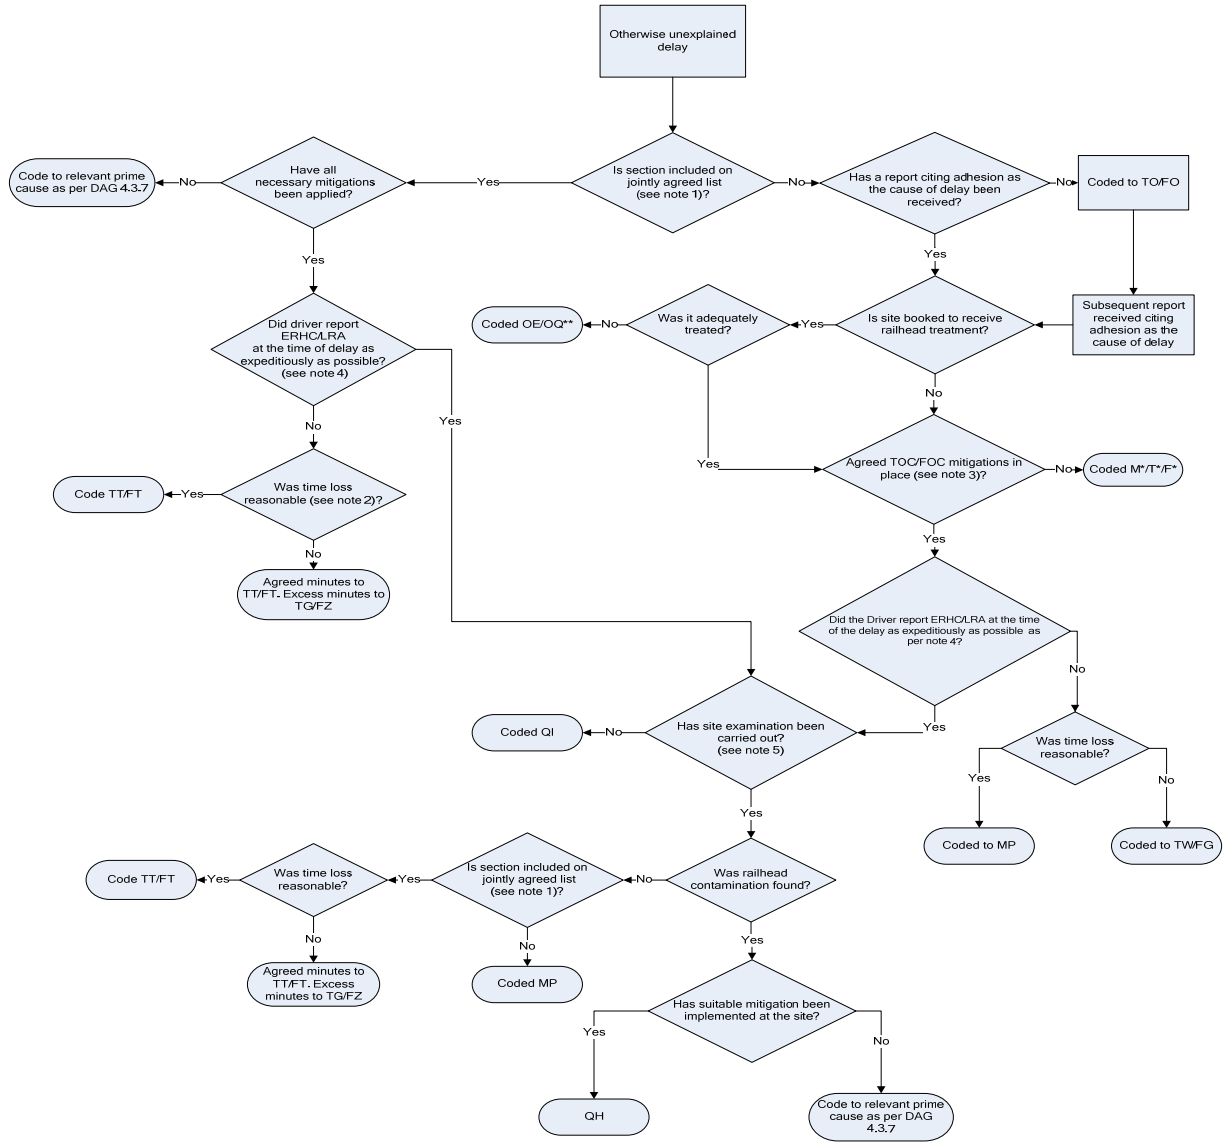 Otherwise unexplained
delay
Have all
necessary mitigations
been applied?
Is section included on
jointly agreed list
(see note 1)?
Has a report citing adhesion as
the cause of delay been
received?
Code to relevant prime
cause as per DAG 4.3.7
No
Yes
No
No
Coded to TO/FO
Yes
Yes
Did driver report
ERHC/LRA
at the time of delay as
expeditiously as possible?
(see note 4)
Coded OE/OQ**
No
Was it adequately
treated?
Yes
Is site booked to receive
railhead treatment?
Subsequent report
received citing
adhesion as the
cause of delay
No
Yes
No
Yes
Agreed TOC/FOC mitigations in
place (see note 3)?
No
Coded M*/T*/F*
Code TT/FT
Yes
Was time loss
reasonable (see note 2)?
No
Yes
Agreed minutes to
TT/FT. Excess minutes to
TG/FZ
Did the Driver report ERHC/LRA at the time
of the delay as expeditiously as possible as
per note 4?
No
Yes
Coded QI
No
Has site examination been
carried out?
(see note 5)
Was time loss
reasonable?
Yes
No
Yes
Coded to MP
Coded to TW/FG
Code TT/FT
Yes
Was time loss
reasonable?
Yes
Is section included on
jointly agreed list
(see note 1)?
No
Was railhead
contamination found?
No
No
Yes
Agreed minutes to
TT/FT. Excess
minutes to TG/FZ
Coded MP
Has suitable mitigation been
implemented at the site?
Yes
No
QH
Code to relevant prime
cause as per DAG
4.3.7